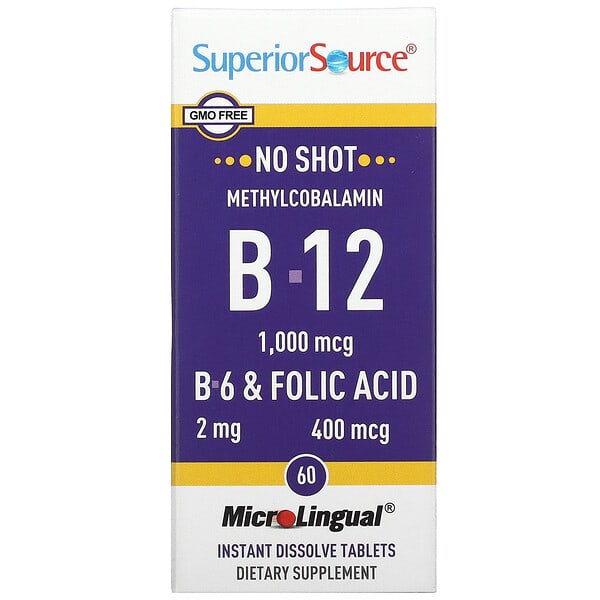 SuperiorSource®
GMO FREE
NO SHOT
METHYLCOBALAMIN
B-12
1,000 mcg
B-6 & FOLIC ACID
2 mg 400 mcg
60
MicroLingual®
INSTANT DISSOLVE TABLETS
DIETARY SUPPLEMENT